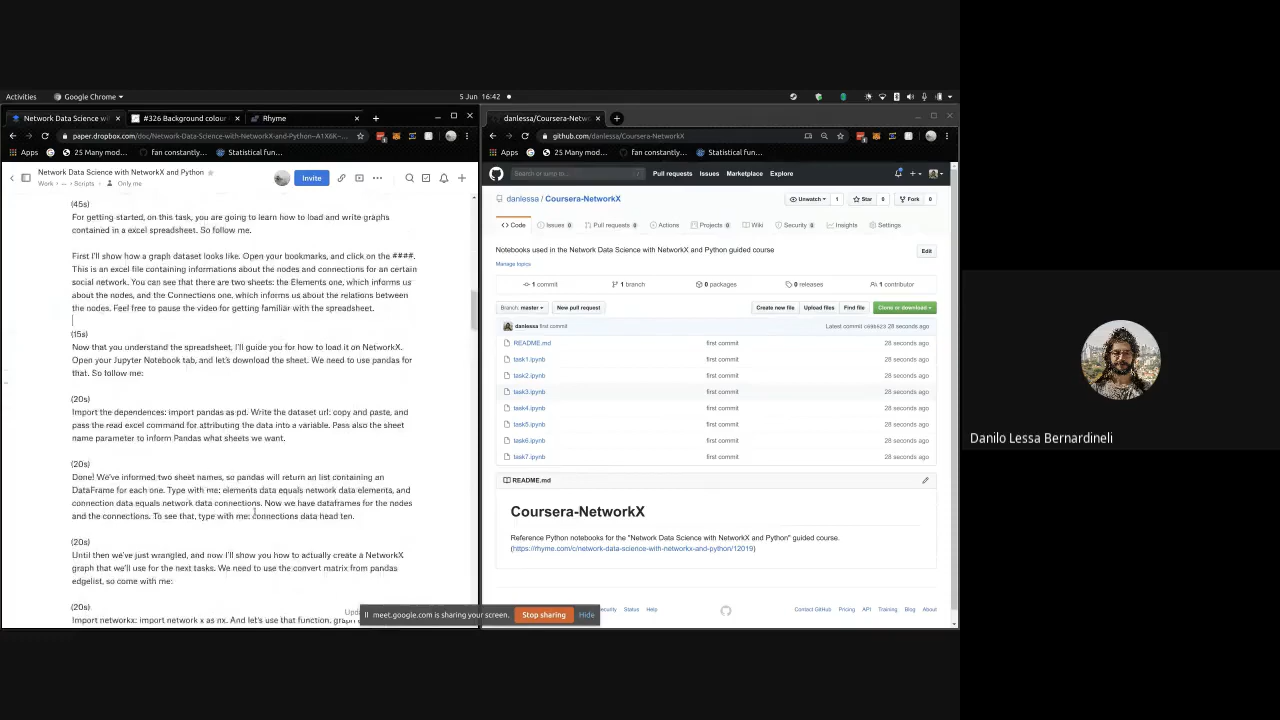 Activities
Google Chrome
5 Jun 16:42
Network Data Science wi
#326 Background colour
Rhyme
paper.dropbox.com/doc/Network-Data-Science-with-NetworkX-and-Python--A1X6K~...
Apps
25 Many mod...
fan constantly...
Statistical fun...
Network Data Science with NetworkX and Python
Work
Scripts
Only me
Invite
(45s)
For getting started, on this task, you are going to learn how to load and write graphs
contained in a excel spreadsheet. So follow me.
First I'll show how a graph dataset looks like. Open your bookmarks, and click on the ####.
This is an excel file containing informations about the nodes and connections for an certain
social network. You can see that there are two sheets: the Elements one, which informs us
about the nodes, and the Connections one, which informs us about the relations between
the nodes. Feel free to pause the video for getting familiar with the spreadsheet.
(15s)
Now that you understand the spreadsheet, I'll guide you for how to load it on NetworkX.
Open your Jupyter Notebook tab, and let's download the sheet. We need to use pandas for
that. So follow me:
(20s)
Import the dependences: import pandas as pd. Write the dataset url: copy and paste, and
pass the read excel command for attributing the data into a variable. Pass also the sheet
name parameter to inform Pandas what sheets we want.
(20s)
Done! We've informed two sheet names, so pandas will return an list containing an
DataFrame for each one. Type with me: elements data equals network data elements, and
connection data equals network data connections. Now we have dataframes for the nodes
and the connections. To see that, type with me: connections data head ten.
(20s)
Until then we've just wrangled, and now I'll show you how to actually create a NetworkX
graph that we'll use for the next tasks. We need to use the convert matrix from pandas
edgelist, so come with me:
(20s)
Import networkx: import network x as nx. And let's use that function. graph
meet.google.com is sharing your screen.
Stop sharing
Hide
danlessa/Coursera-Netwo
github.com/danlessa/Coursera-NetworkX
Apps
25 Many mod...
fan constantly...
Statistical fun...
Search or jump to...
Pull requests
Issues
Marketplace
Explore
danlessa / Coursera-NetworkX
Unwatch 1
Star 0
Fork 0
Code
Issues 0
Pull requests 0
Actions
Projects 0
Wiki
Security 0
Insights
Settings
Notebooks used in the Network Data Science with NetworkX and Python guided course
Edit
Manage topics
1 commit
1 branch
0 packages
0 releases
1 contributor
Branch: master
New pull request
Create new file
Upload files
Find file
Clone or download
danlessa first commit
Latest commit 28 seconds ago
README.md first commit 28 seconds ago
task1.ipynb first commit 28 seconds ago
task2.ipynb first commit 28 seconds ago
task3.ipynb first commit 28 seconds ago
task4.ipynb first commit 28 seconds ago
task5.ipynb first commit 28 seconds ago
task6.ipynb first commit 28 seconds ago
task7.ipynb first commit 28 seconds ago
README.md
Coursera-NetworkX
Reference Python notebooks for the "Network Data Science with NetworkX and Python" guided course.
(https://rhyme.com/c/network-data-science-with-networkx-and-python/12019)
Status
Help
Contact GitHub
Pricing
API
Training
Blog
About
Danilo Lessa Bernardineli